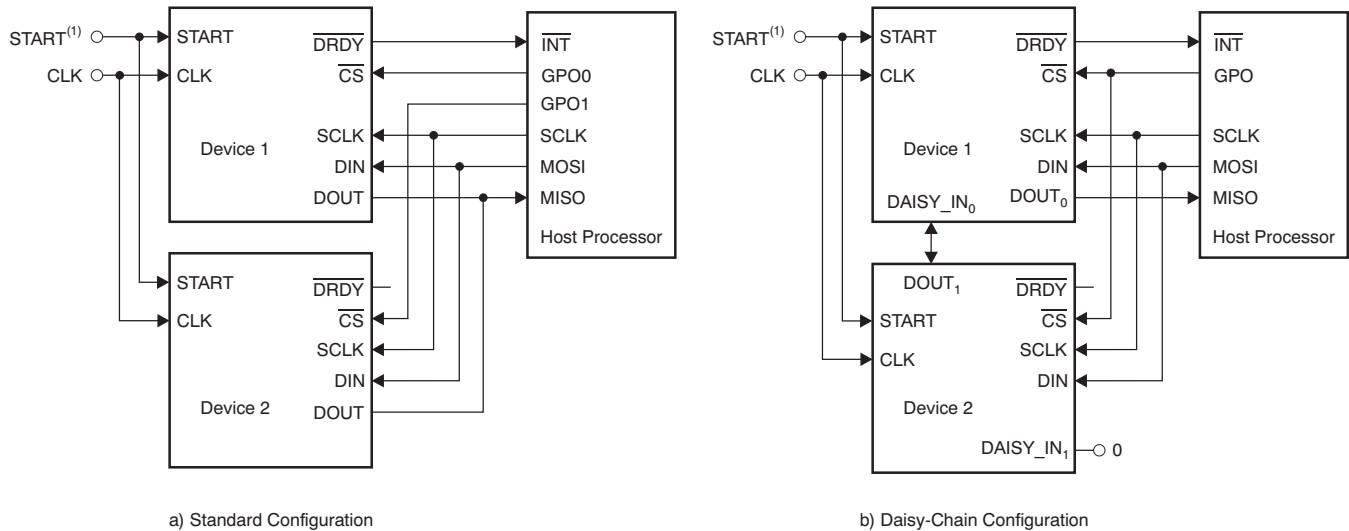 START(1)
CLK
START
CLK
Device 1
DRDY
CS
SCLK
DIN
DOUT
INT
GPO0
GPO1
SCLK
MOSI
MISO
Host Processor
START
CLK
Device 2
DRDY
CS
SCLK
DIN
DOUT
a) Standard Configuration
START(1)
CLK
START
CLK
Device 1
DRDY
CS
SCLK
DIN
DOUT0
DAISY_IN0
INT
GPO
SCLK
MOSI
MISO
Host Processor
DOUT1
START
CLK
Device 2
DRDY
CS
SCLK
DIN
DAISY_IN1
0
b) Daisy-Chain Configuration